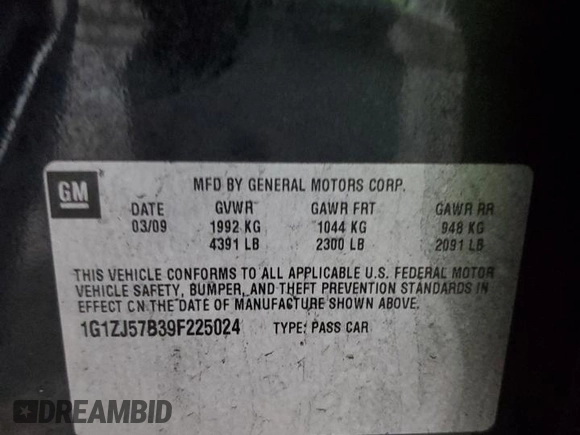 GM
MFD BY GENERAL MOTORS CORP.
DATE GVWR GAWR FRT GAWR RR
03/09 1992 KG 1044 KG 948 KG
4391 LB 2300 LB 2091 LB
THIS VEHICLE CONFORMS TO ALL APPLICABLE U.S. FEDERAL MOTOR
VEHICLE SAFETY, BUMPER, AND THEFT PREVENTION STANDARDS IN
EFFECT ON THE DATE OF MANUFACTURE SHOWN ABOVE.
1G1ZJ57B39F225024 TYPE: PASS CAR
DREAMBID